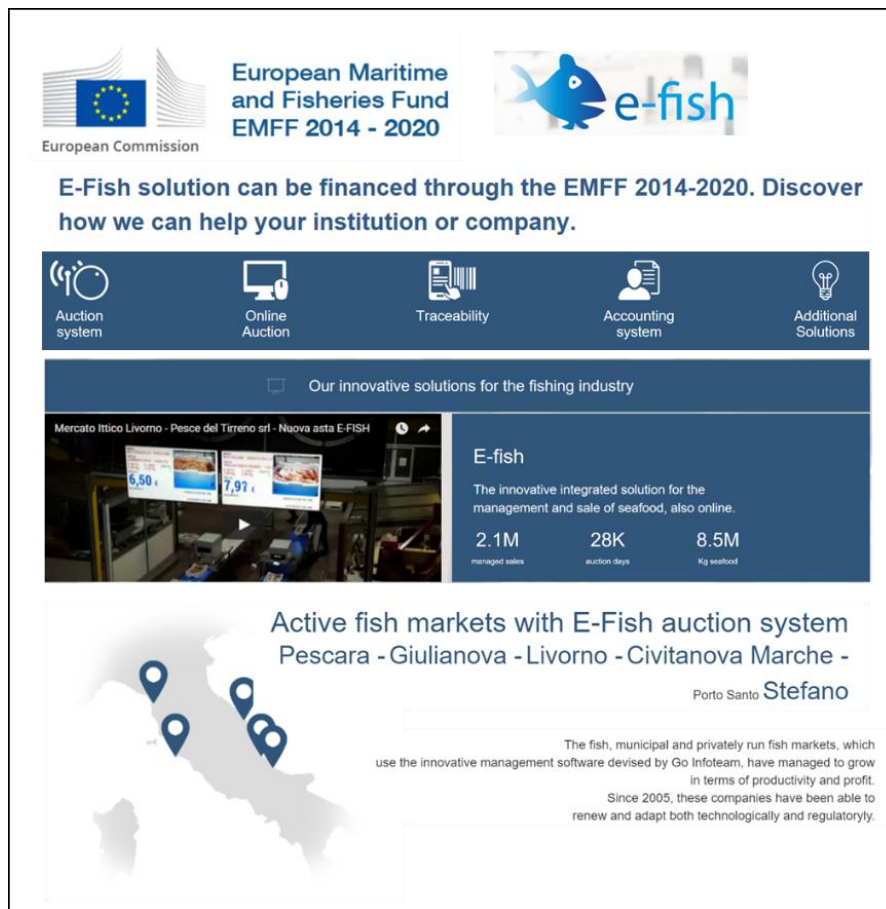 European Commission
European Maritime
and Fisheries Fund
EMFF 2014 - 2020
e-fish
E-Fish solution can be financed through the EMFF 2014-2020. Discover
how we can help your institution or company.
Auction
system
Online
Auction
Traceability
Accounting
system
Additional
Solutions
Our innovative solutions for the fishing industry
Mercato Ittico Livorno - Pesce del Tirreno srl - Nuova asta E-FISH
6,50
7,9?
E-fish
The innovative integrated solution for the
management and sale of seafood, also online.
2.1M
28K
8.5M
managed sales
auction days
Kg seafood
Active fish markets with E-Fish auction system
Pescara - Giulianova - Livorno - Civitanova Marche -
Porto Santo Stefano
The fish, municipal and privately run fish markets, which
use the innovative management software devised by Go Infoteam, have managed to grow
in terms of productivity and profit.
Since 2005, these companies have been able to
renew and adapt both technologically and regulatoryly.